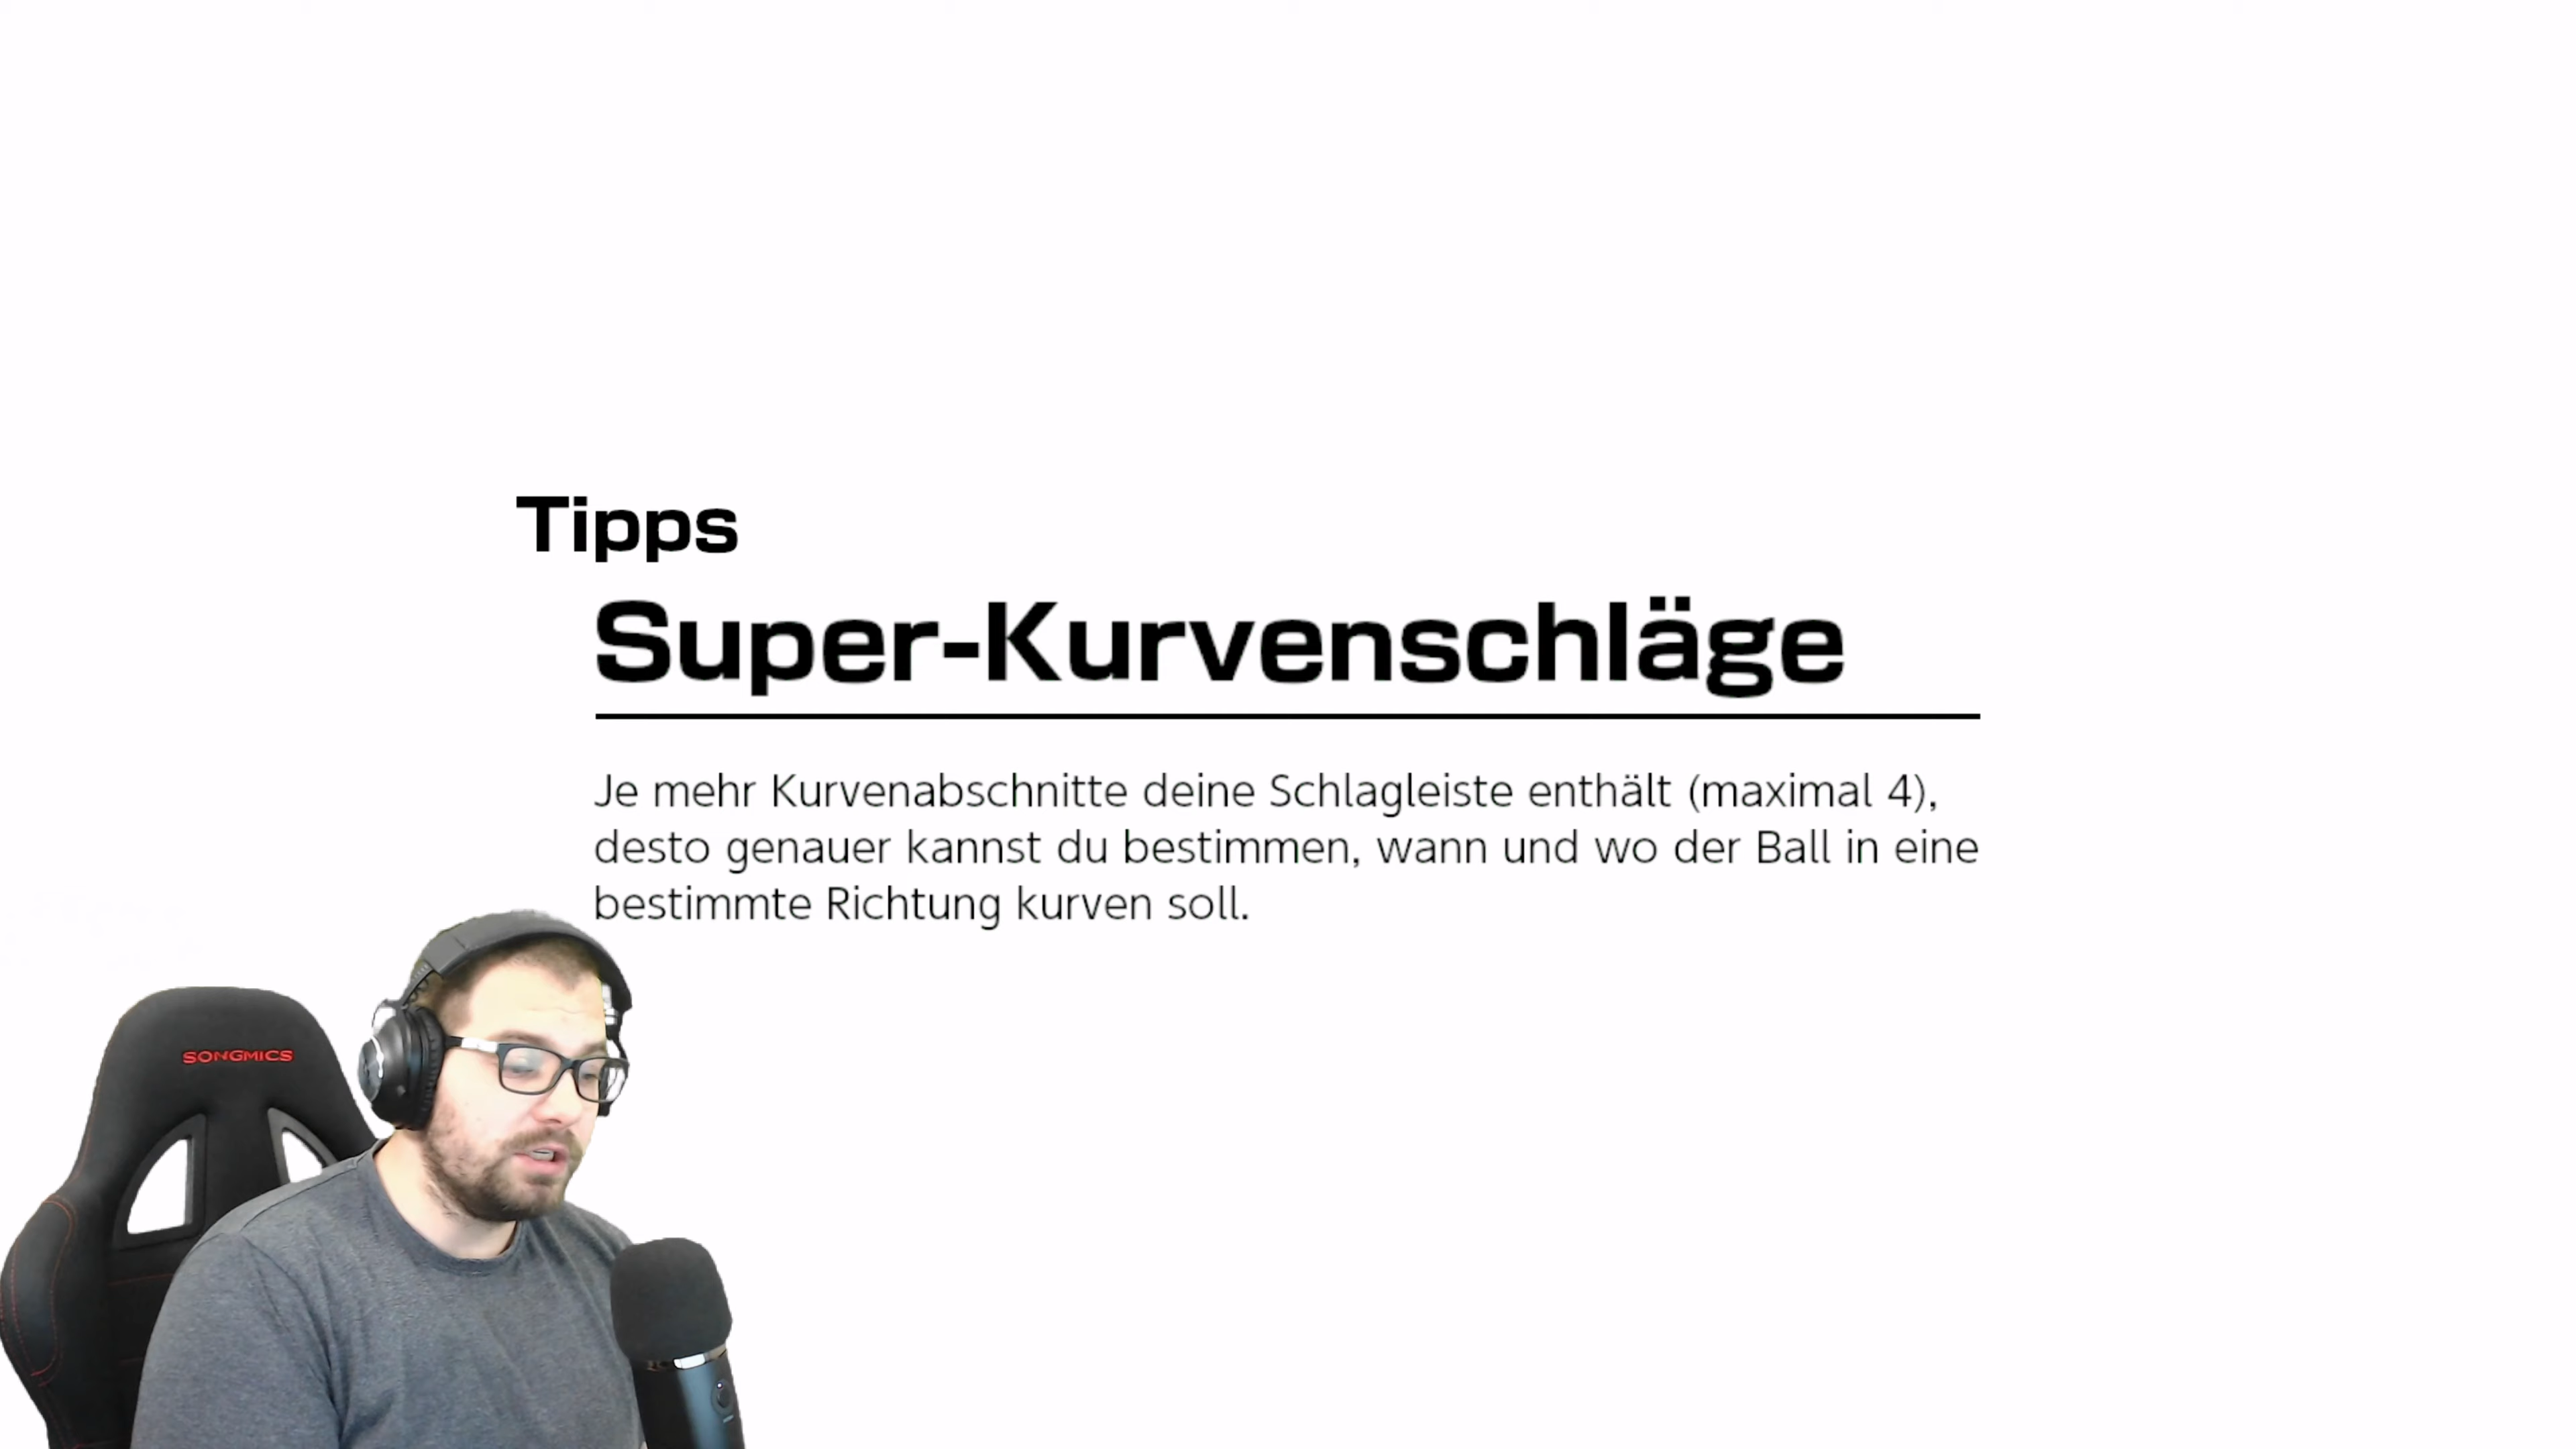 Tipps
Super-Kurvenschläge
Je mehr Kurvenabschnitte deine Schlagleiste enthält (maximal 4),
desto genauer kannst du bestimmen, wann und wo der Ball in eine
bestimmte Richtung kurven soll.
SONGMICS